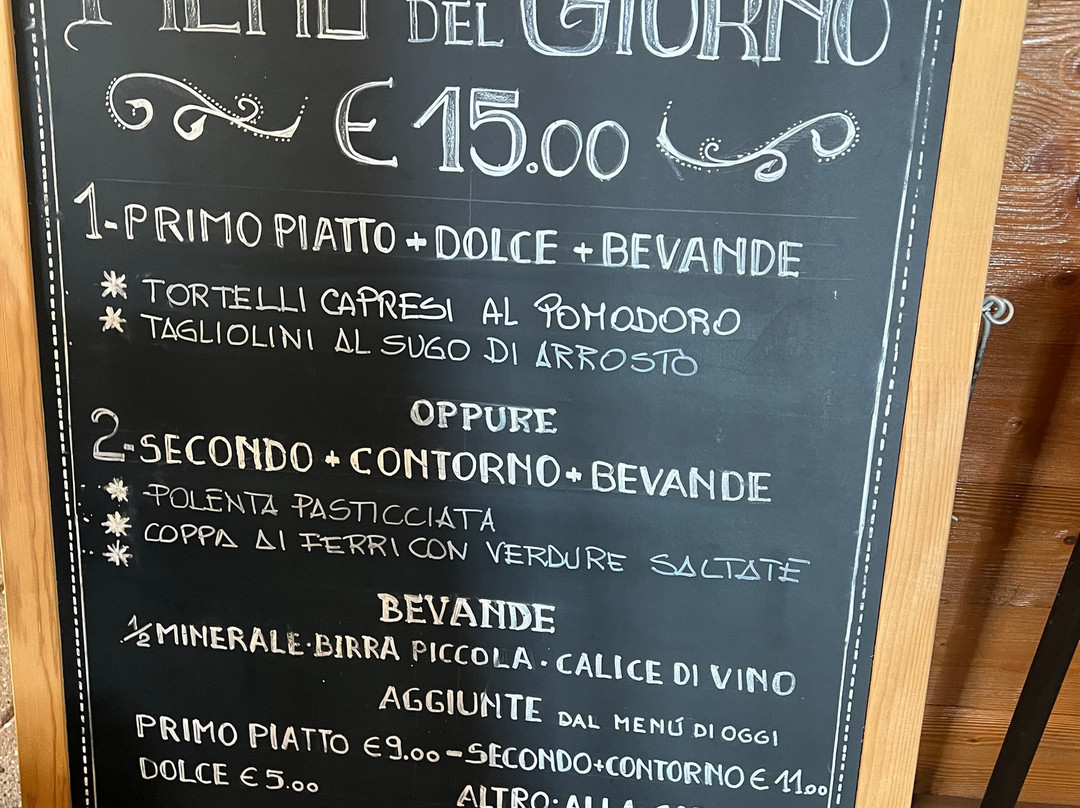 MENÙ DEL GIORNO
€ 15.00
1-PRIMO PIATTO + DOLCE + BEVANDE
* TORTELLI CAPRESI AL POMODORO
* TAGLIOLINI AL SUGO DI ARROSTO
OPPURE
2-SECONDO + CONTORNO + BEVANDE
* POLENTA PASTICCIATA
* COPPA AI FERRI CON VERDURE SALTATE
*
BEVANDE
1/2 MINERALE · BIRRA PICCOLA · CALICE DI VINO
AGGIUNTE DAL MENÚ DI OGGI
PRIMO PIATTO € 9.00 - SECONDO+CONTORNO € 11.00
DOLCE € 5.00
ALTRO· ALLA